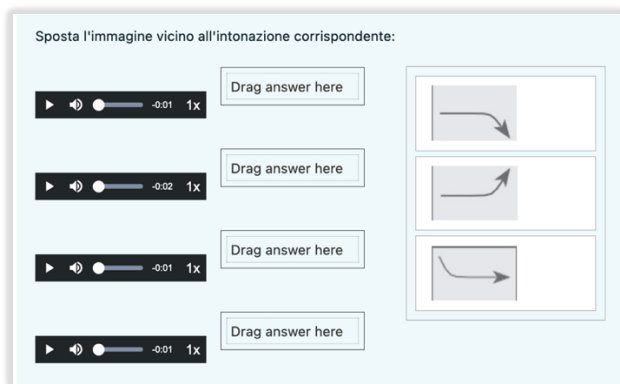 Sposta l'immagine vicino all'intonazione corrispondente:
Drag answer here
-0:01 1x
Drag answer here
-0:02 1x
Drag answer here
-0:01 1x
Drag answer here
-0:01 1x